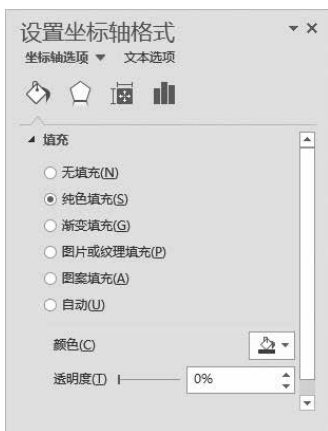 设置坐标轴格式
坐标轴选项 文本选项
填充
无填充(N)
纯色填充(S)
渐变填充(G)
图片或纹理填充(P)
图案填充(A)
自动(U)
颜色(C)
透明度(T) 0%